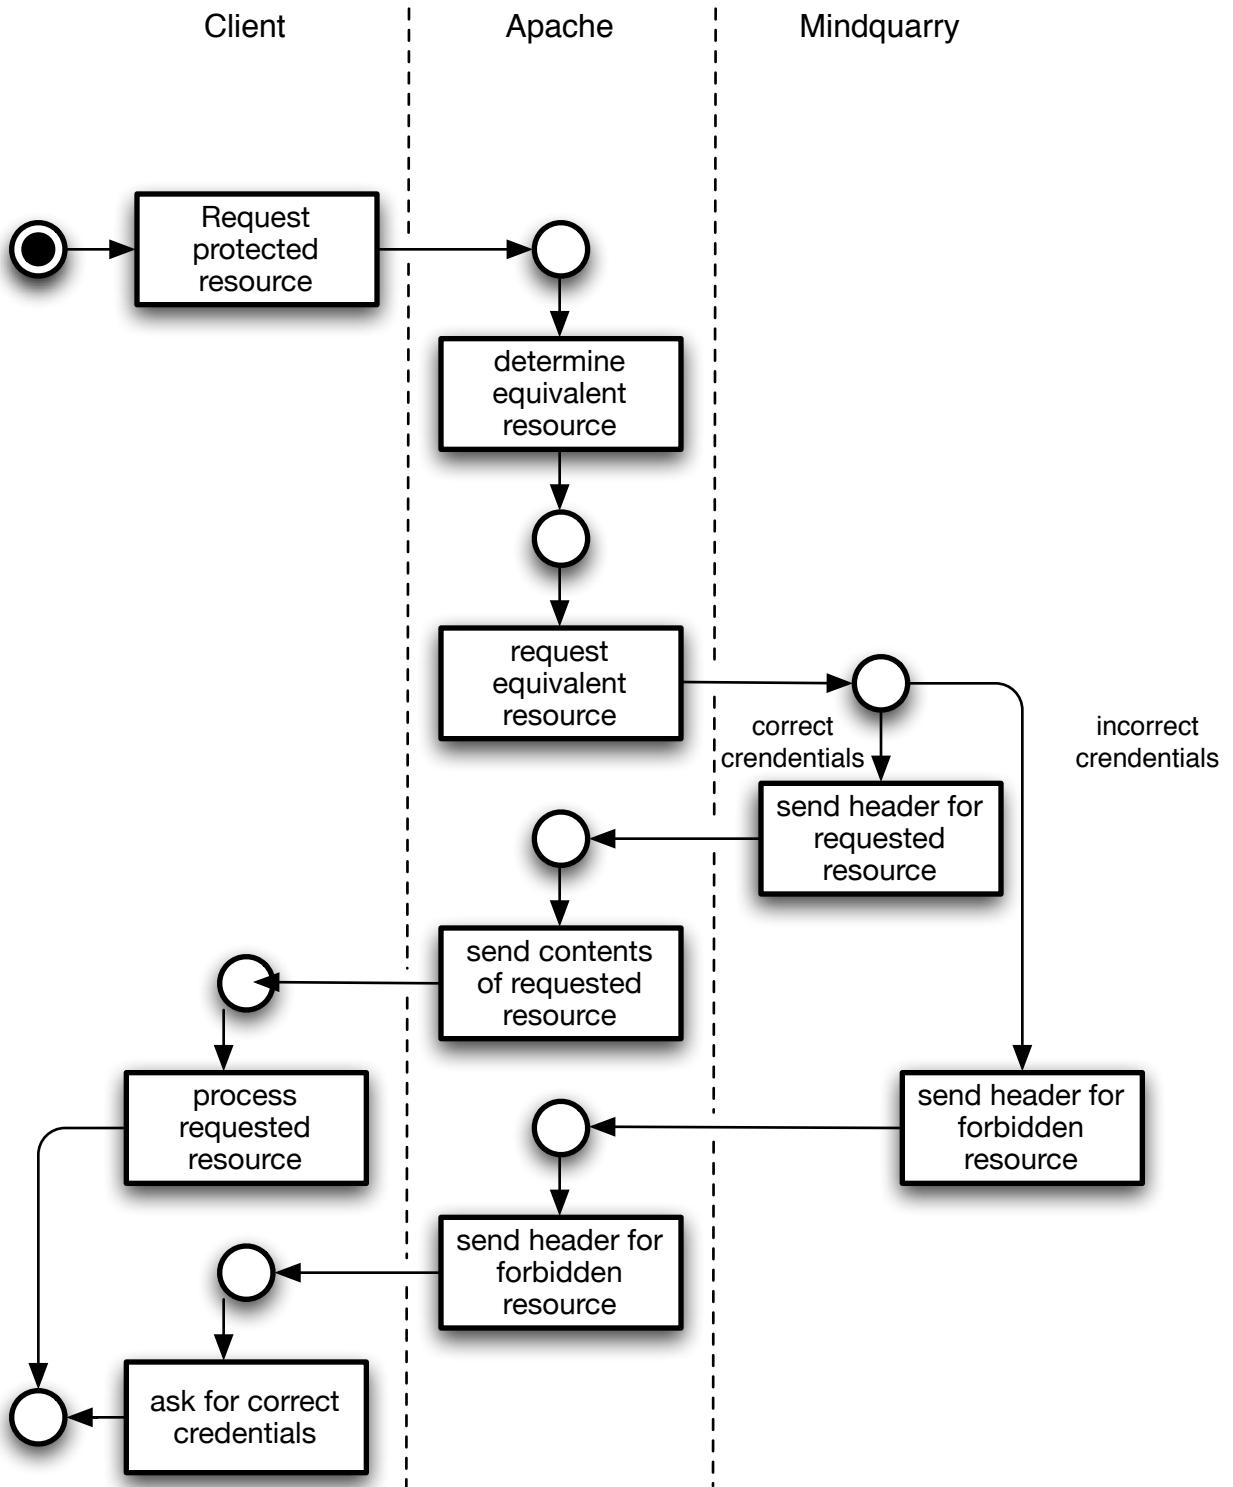 Client
Apache
Mindquarry
Request
protected
resource
determine
equivalent
resource
request
equivalent
resource
correct
crendentials
incorrect
crendentials
send header for
requested
resource
send contents
of requested
resource
process
requested
resource
send header for
forbidden
resource
send header for
forbidden
resource
ask for correct
credentials